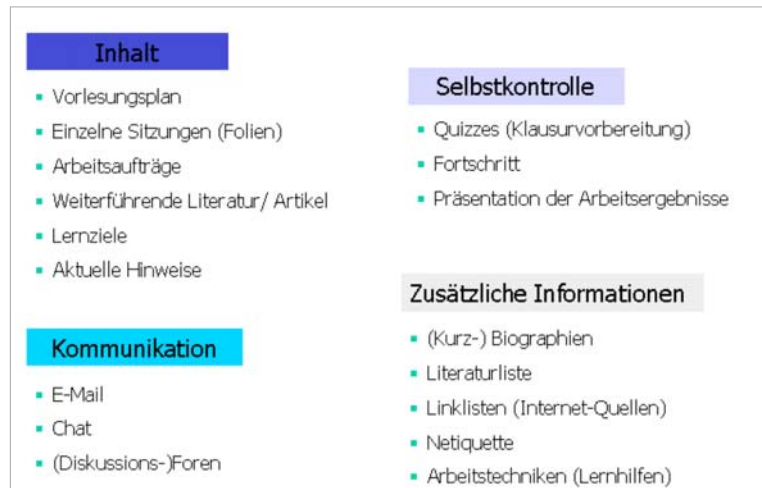 Inhalt
Vorlesungsplan
Einzelne Sitzungen (Folien)
Arbeitsaufträge
Weiterführende Literatur/ Artikel
Lernziele
Aktuelle Hinweise
Kommunikation
E-Mail
Chat
(Diskussions-)Foren
Selbstkontrolle
Quizzes (Klausurvorbereitung)
Fortschritt
Präsentation der Arbeitsergebnisse
Zusätzliche Informationen
(Kurz-) Biographien
Literaturliste
Linklisten (Internet-Quellen)
Netiquette
Arbeitstechniken (Lernhilfen)